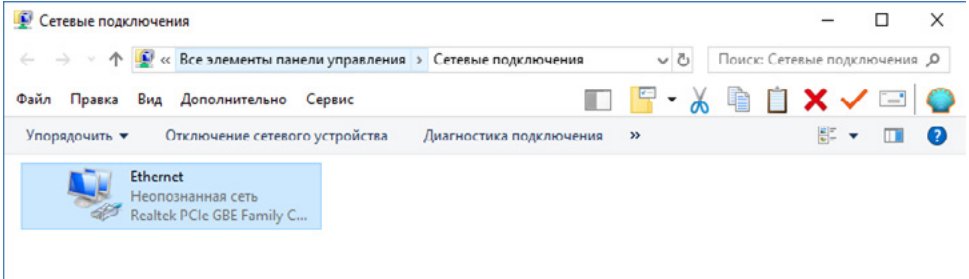 Сетевые подключения
« Все элементы панели управления › Сетевые подключения Поиск: Сетевые подключения
Файл Правка Вид Дополнительно Сервис
Упорядочить ▼ Отключение сетевого устройства Диагностика подключения »
Ethernet
Неопознанная сеть
Realtek PCIe GBE Family C...